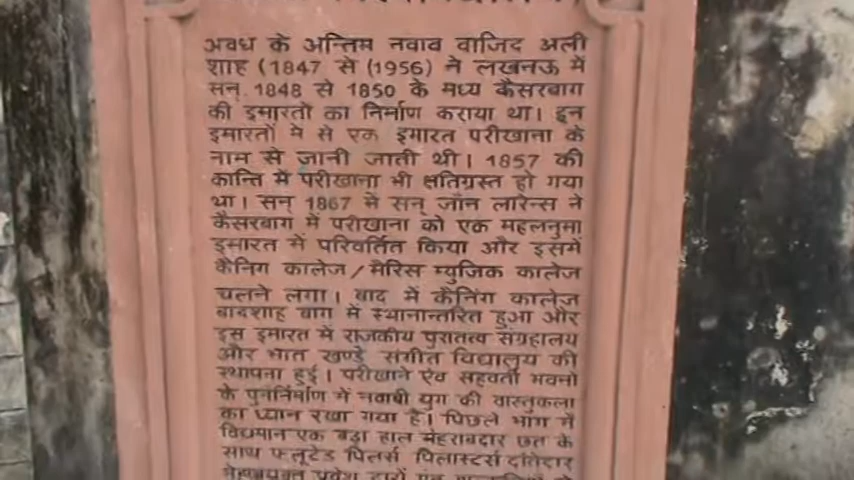 अवध के अन्तिम नवाब वाजिद अली
शाह (1847 से (1956) ने लखनऊ में
सन् 1848 से 1850 के मध्य कैसरबाग
की इमारतों का निर्माण कराया था। इन
इमारतों मे से एक इमारत परीखाना के
नाम से जानी जाती थी। 1857 की
कान्ति में परीखाना भी क्षतिग्रस्त हो गया
था। सन् 1867 मे सन् जॉन लारेन्स ने
कैसरबाग में परीखाना को एक महलनुमा
इमारत में परिवर्तित किया और इसमें
कैनिंग कालेज/मैरिस म्युजिक कालेज
चलने लगा। बाद में कैनिंग कालेज
बादशाह बाग में स्थानान्तरित हुआ और
इस इमारत में राजकीय पुरातत्व संग्रहालय
और भात खण्डे संगीत विद्यालय की
स्थापना हुई। परीखाने एंव सहवर्ती भवनो
के पुननिर्माण में नवाबी युग की वास्तुकला
का ध्यान रखा गया है। पिछले भाग में
विद्यमान एक बड़ा हाल मेहराबदार छत के
साथ फ्लूटेड पिलर्स पिलास्टर्स दांतेदार